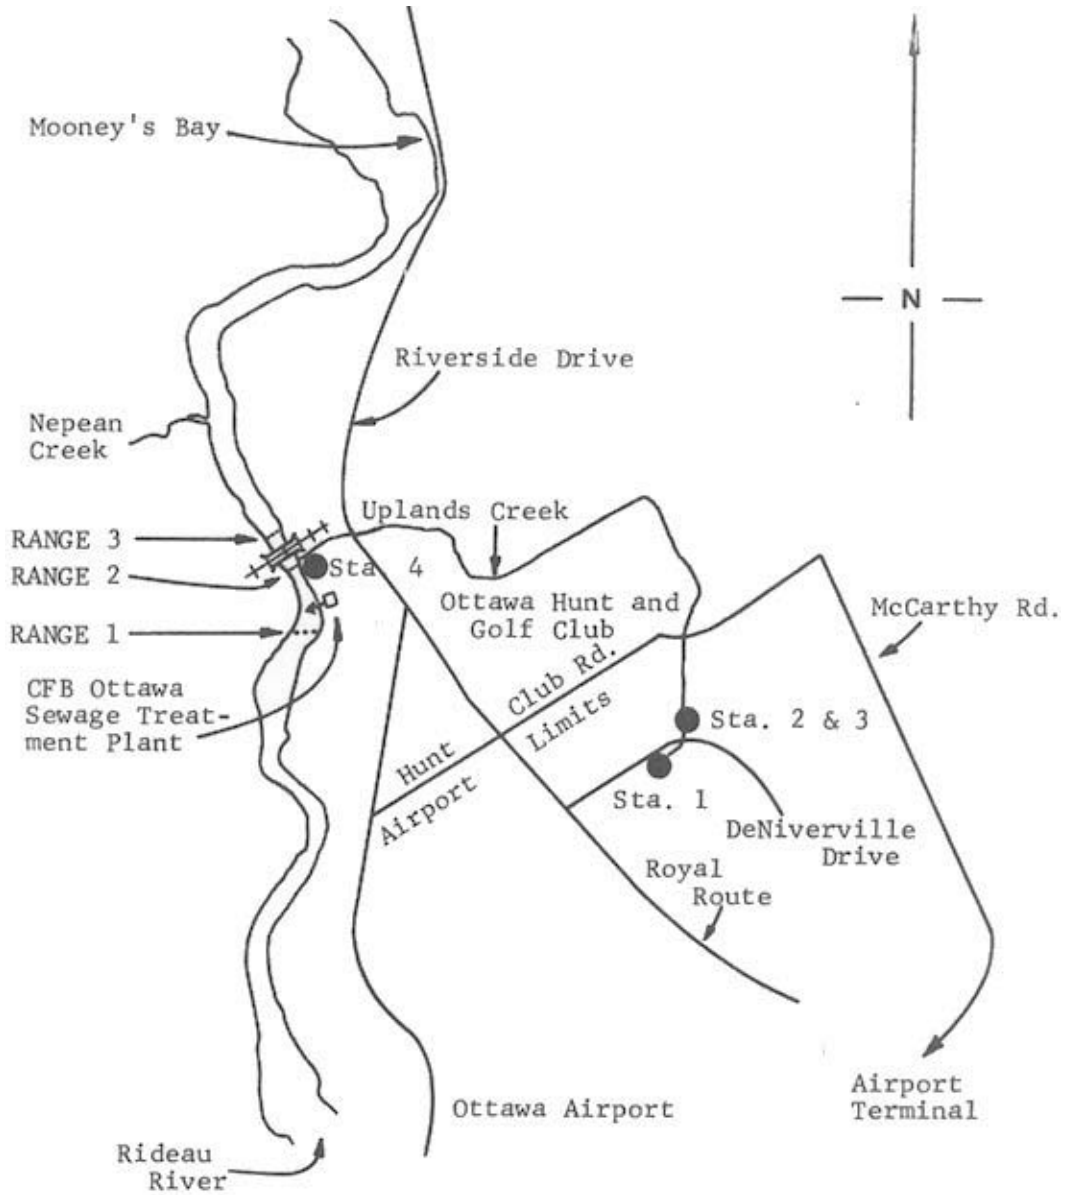 Mooney's Bay
N
Riverside Drive
Nepean
Creek
Uplands Creek
RANGE 3
RANGE 2
Sta 4
RANGE 1
Ottawa Hunt and
Golf Club
McCarthy Rd.
CFB Ottawa
Sewage Treat-
ment Plant
Hunt Club Rd.
Airport Limits
Sta. 2 & 3
Sta. 1
DeNiverville
Drive
Royal
Route
Airport
Terminal
Ottawa Airport
Rideau
River